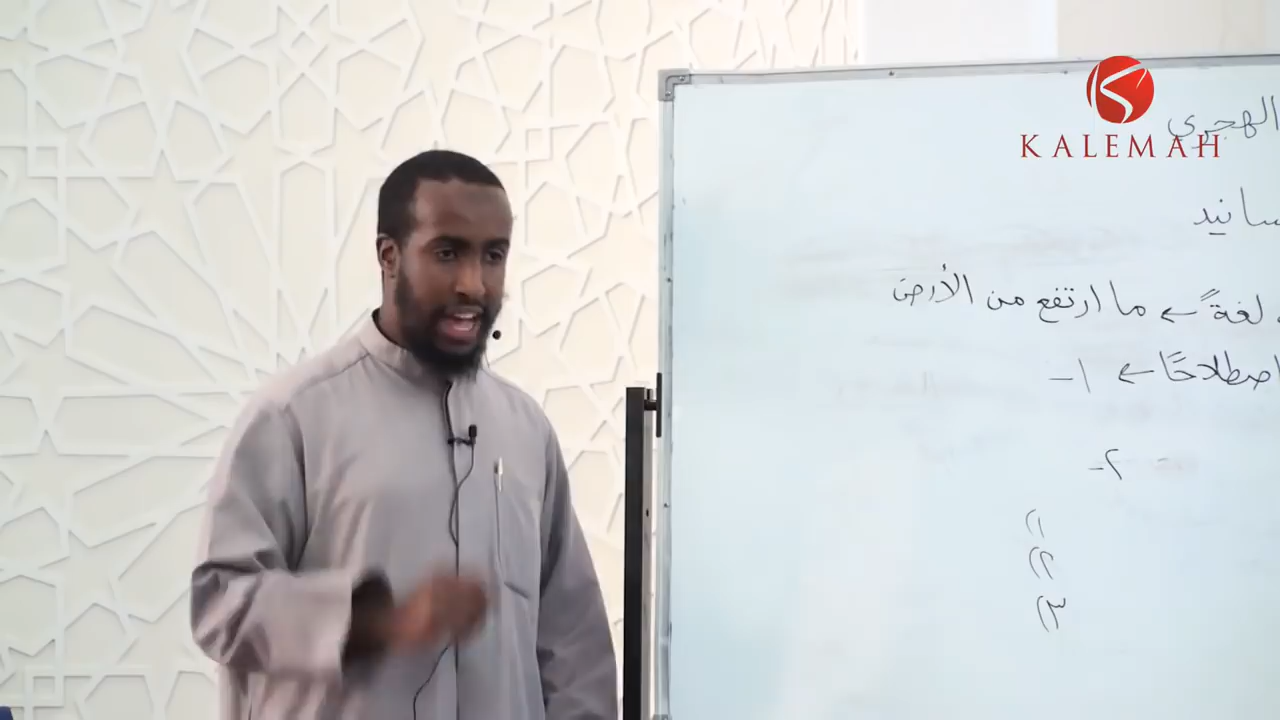 KALEMAH
الهجري
سانيد
لغةً ← ما ارتفع من الأرض
اصطلاحًا ← ١-
٢-
(١
(٢
(٣